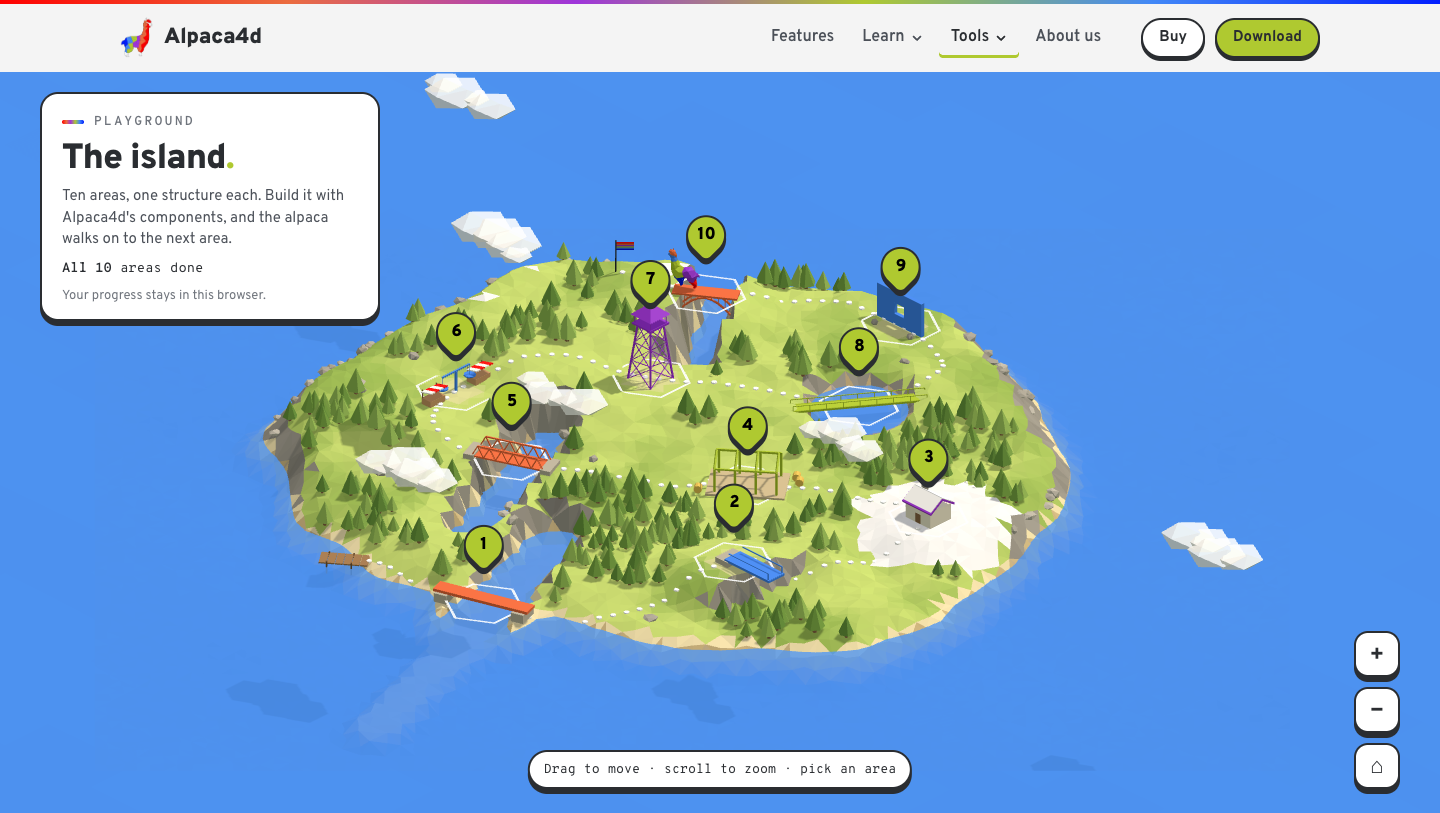 Alpaca4d
Features
Learn
Tools
About us
Buy
Download
PLAYGROUND
The island.
Ten areas, one structure each. Build it with
Alpaca4d's components, and the alpaca
walks on to the next area.
All 10 areas done
Your progress stays in this browser.
10
9
7
6
8
5
4
3
2
1
+
−
Drag to move · scroll to zoom · pick an area